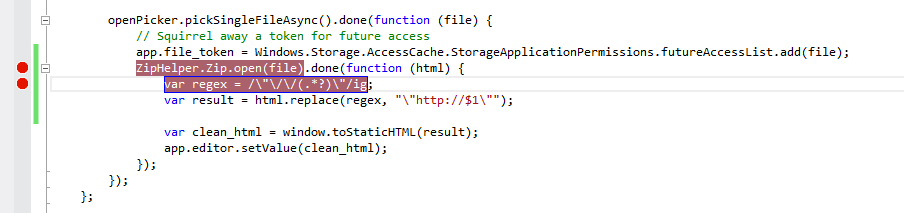 openPicker.pickSingleFileAsync().done(function (file) {
// Squirrel away a token for future access
app.file_token = Windows.Storage.AccessCache.StorageApplicationPermissions.futureAccessList.add(file);
ZipHelper.Zip.open(file).done(function (html) {
var regex = /\"\/\/(.*?)\"/ig;
var result = html.replace(regex, "\"http://$1\"");
var clean_html = window.toStaticHTML(result);
app.editor.setValue(clean_html);
});
});
};